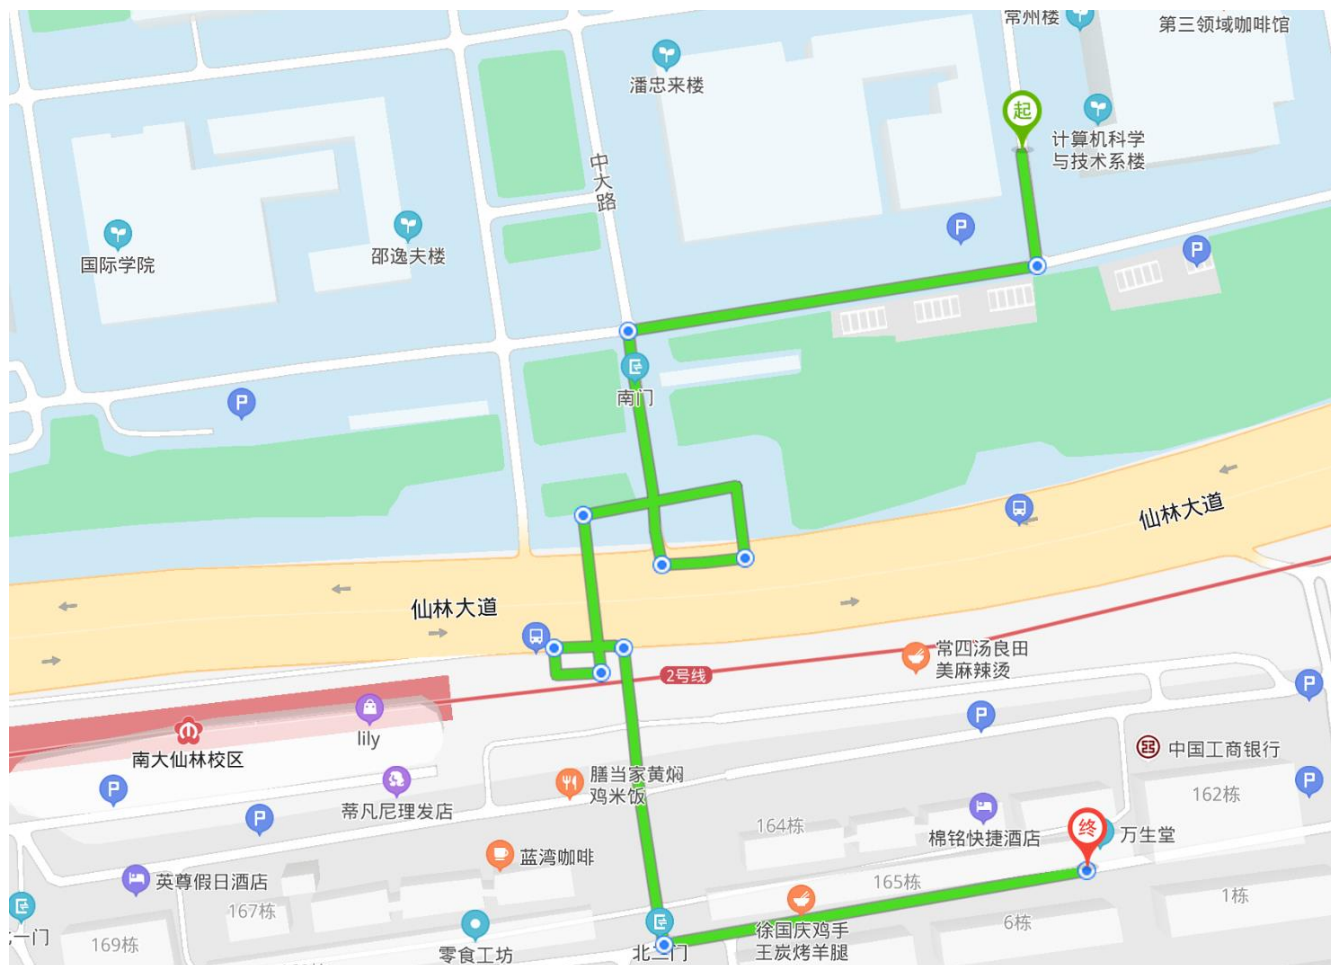 常州楼
第三领域咖啡馆
潘忠来楼
起
计算机科学
与技术系楼
中大路
P
P
国际学院
邵逸夫楼
南门
P
仙林大道
仙林大道
常四汤良田
美麻辣烫
2号线
P
P
lily
南大仙林校区
中国工商银行
P
P
P
膳当家黄焖
鸡米饭
162栋
蒂凡尼理发店
164栋
棉铭快捷酒店
终
万生堂
蓝湾咖啡
英尊假日酒店
165栋
1栋
167栋
徐国庆鸡手
王炭烤羊腿
6栋
一门
169栋
零食工坊
北二门